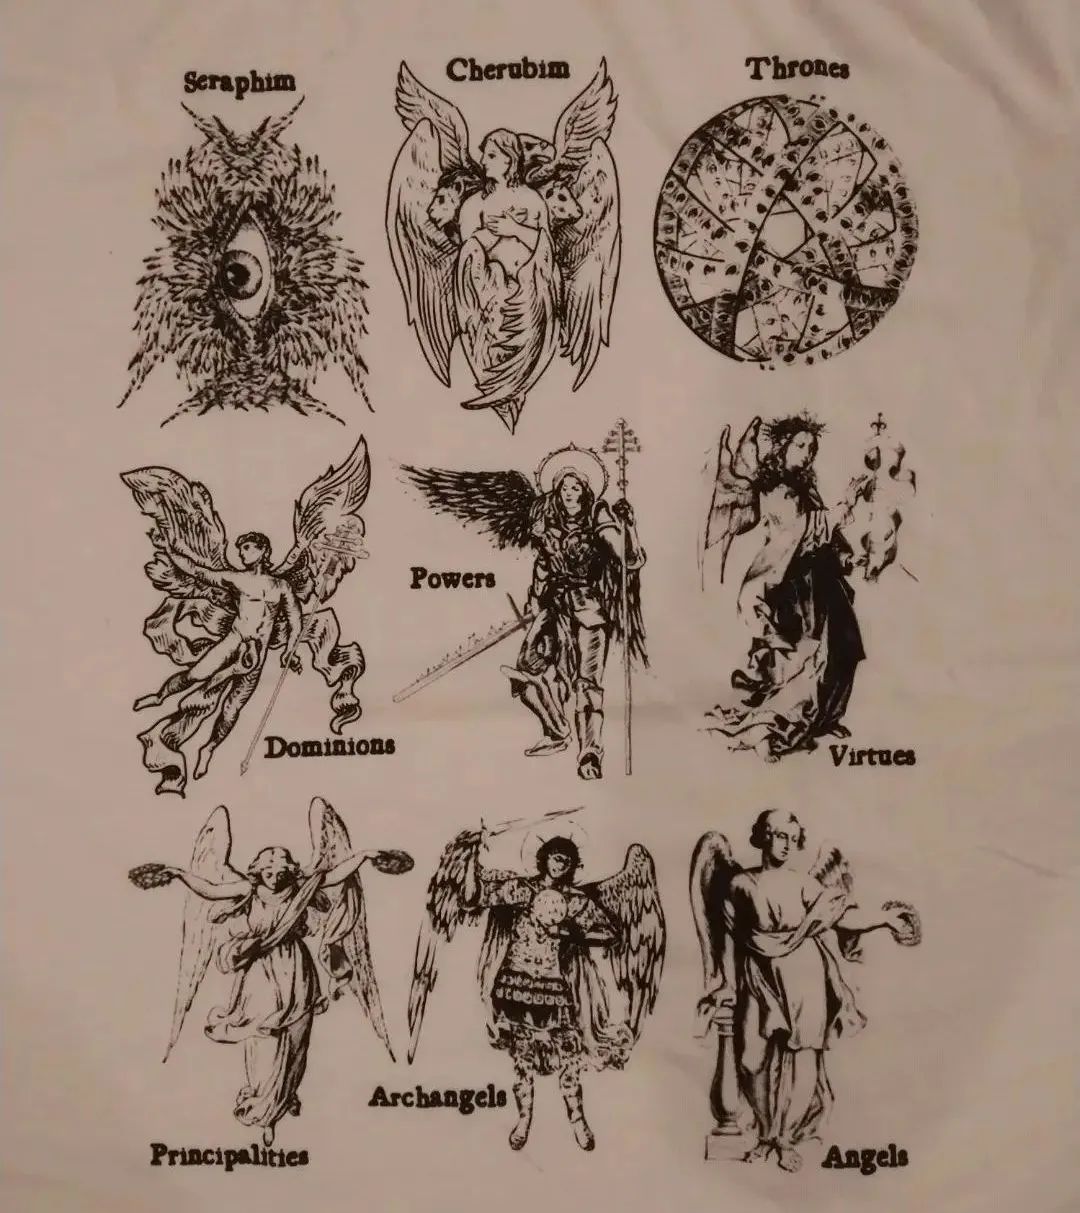 Seraphim
Cherubim
Thrones
Powers
Dominions
Virtues
Archangels
Principalities
Angels